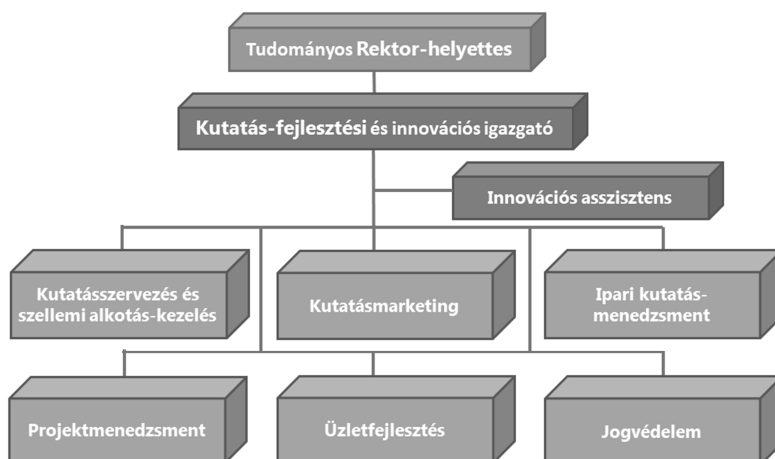 Tudományos Rektor-helyettes
Kutatás-fejlesztési és innovációs igazgató
Innovációs asszisztens
Kutatásszervezés és
szellemi alkotás-kezelés
Kutatásmarketing
Ipari kutatás-
menedzsment
Projektmenedzsment
Üzletfejlesztés
Jogvédelem